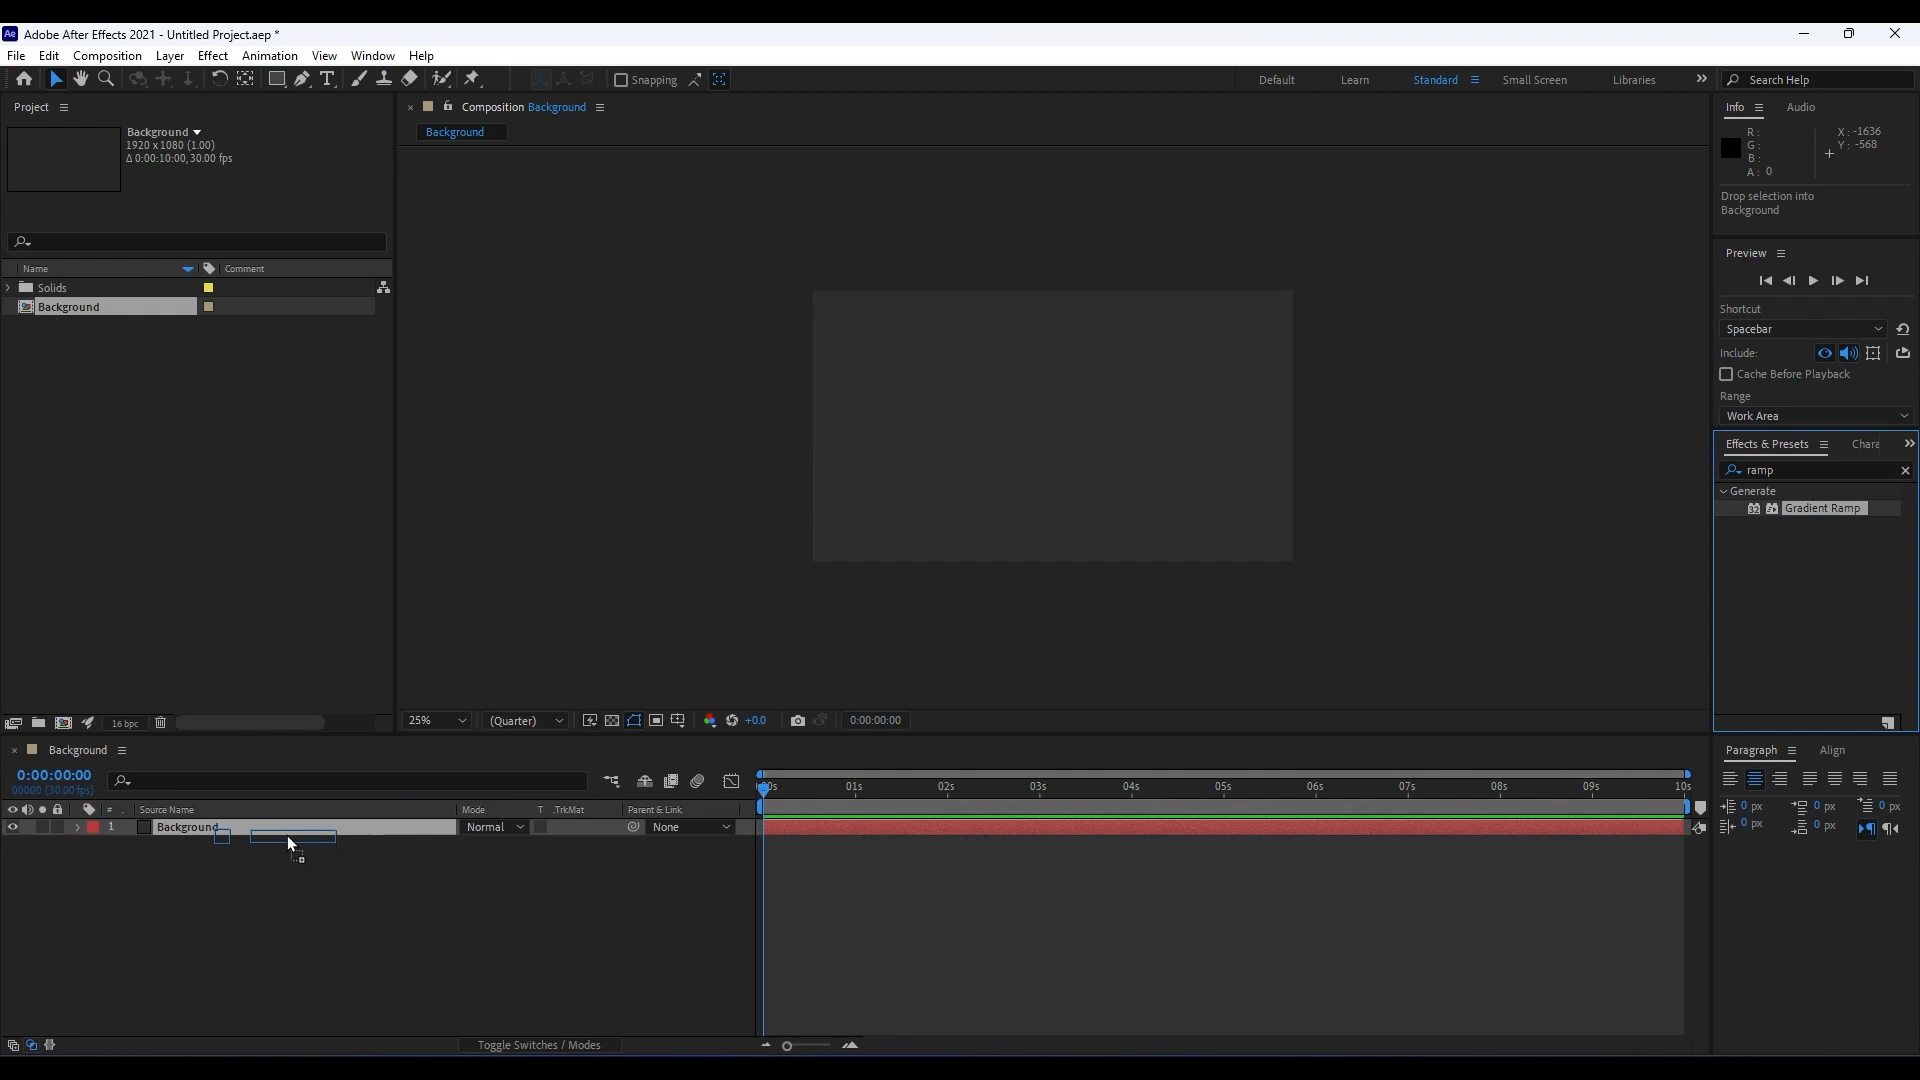 Ae Adobe After Effects 2021 - Untitled Project.aep *
File Edit Composition Layer Effect Animation View Window Help
Snapping
Default Learn Standard Small Screen Libraries
Search Help
Project
Background
1920 x 1080 (1.00)
Δ 0:00:10:00, 30.00 fps
Name Comment
Solids
Background
16 bpc
Composition Background
Background
25% (Quarter) +0.0 0:00:00:00
Info Audio
R:
G:
B:
A: 0
X: -1636
Y: -568
Drop selection into
Background
Preview
Shortcut
Spacebar
Include:
Cache Before Playback
Range
Work Area
Effects & Presets Chara
ramp
Generate
32 Gradient Ramp
Background
0:00:00:00
00000 (30.00 fps)
# Source Name Mode T .TrkMat Parent & Link
1 Background Normal None
01s 02s 03s 04s 05s 06s 07s 08s 09s 10s
Toggle Switches / Modes
Paragraph Align
0 px 0 px 0 px
0 px 0 px